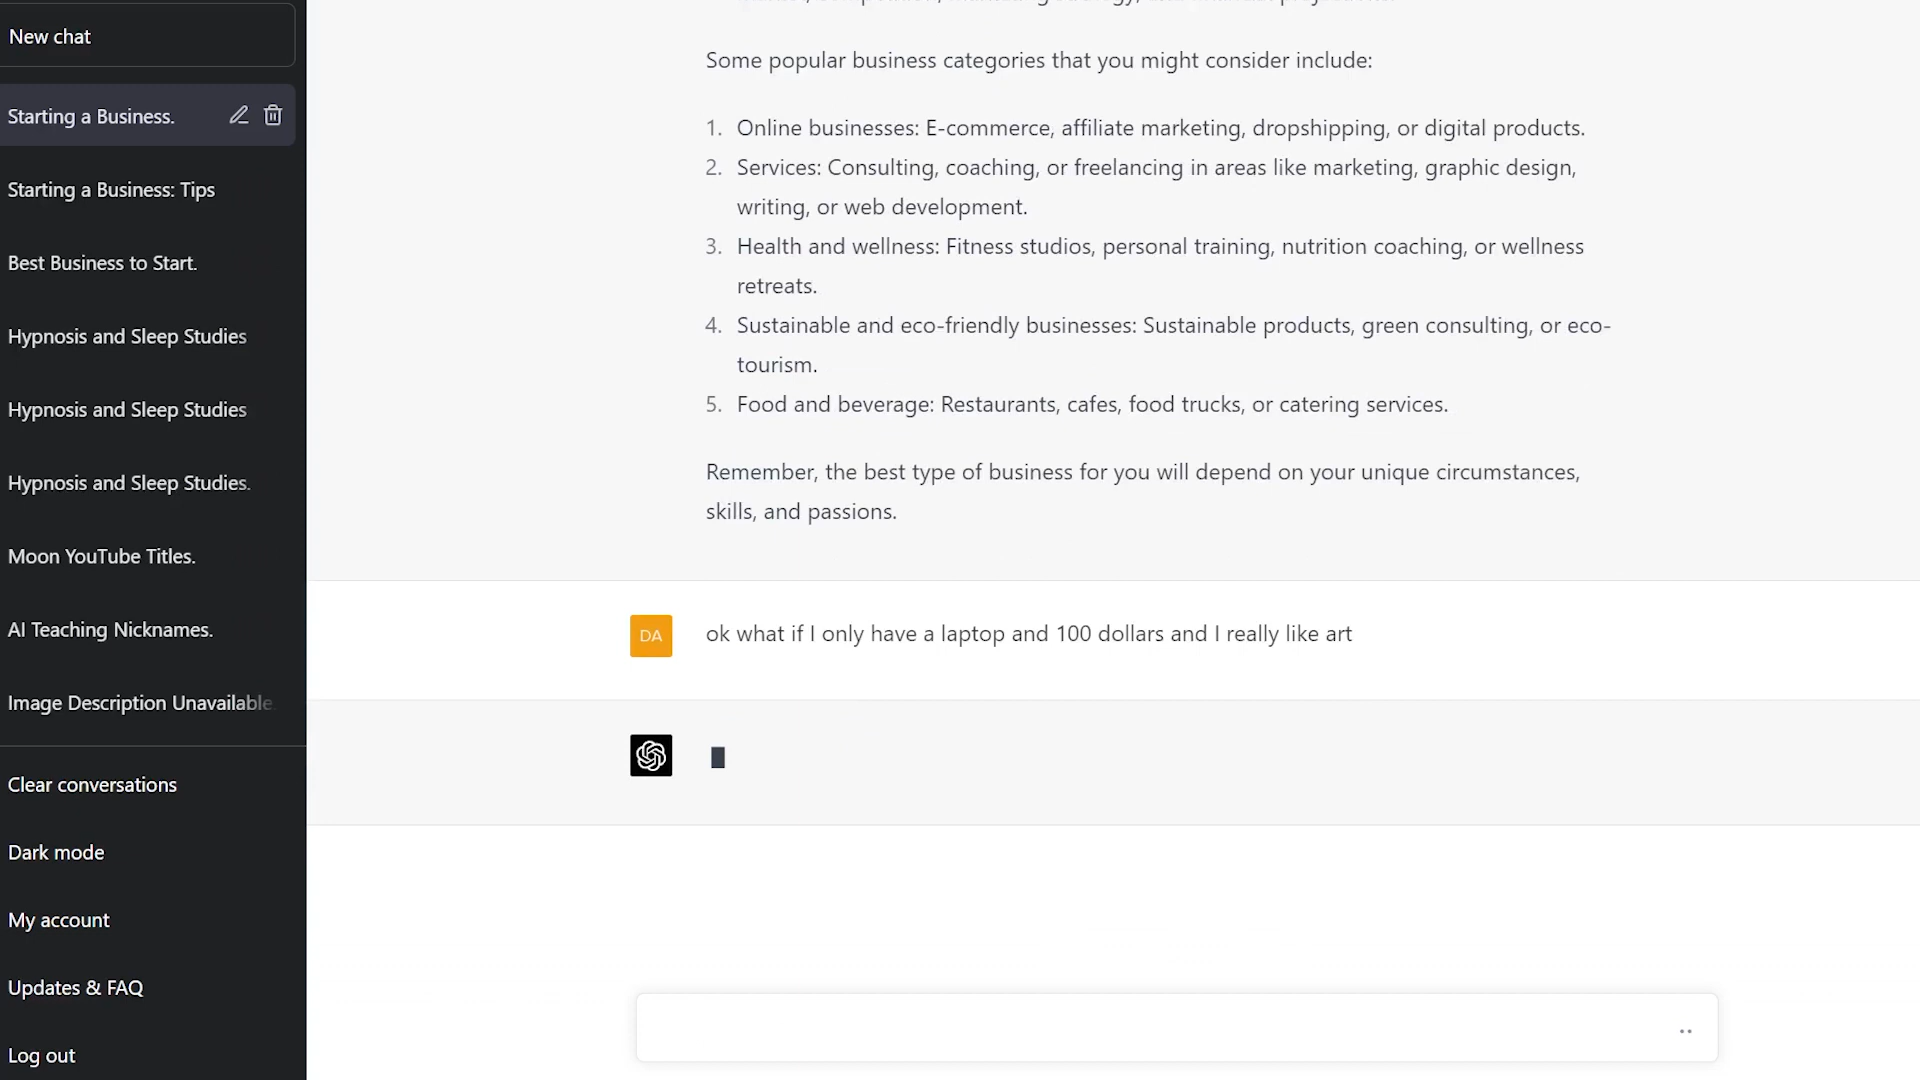 New chat
Starting a Business.
Starting a Business: Tips
Best Business to Start.
Hypnosis and Sleep Studies
Hypnosis and Sleep Studies
Hypnosis and Sleep Studies.
Moon YouTube Titles.
AI Teaching Nicknames.
Image Description Unavailable.
Clear conversations
Dark mode
My account
Updates & FAQ
Log out
Some popular business categories that you might consider include:
1. Online businesses: E-commerce, affiliate marketing, dropshipping, or digital products.
2. Services: Consulting, coaching, or freelancing in areas like marketing, graphic design,
writing, or web development.
3. Health and wellness: Fitness studios, personal training, nutrition coaching, or wellness
retreats.
4. Sustainable and eco-friendly businesses: Sustainable products, green consulting, or eco-
tourism.
5. Food and beverage: Restaurants, cafes, food trucks, or catering services.
Remember, the best type of business for you will depend on your unique circumstances,
skills, and passions.
DA
ok what if I only have a laptop and 100 dollars and I really like art